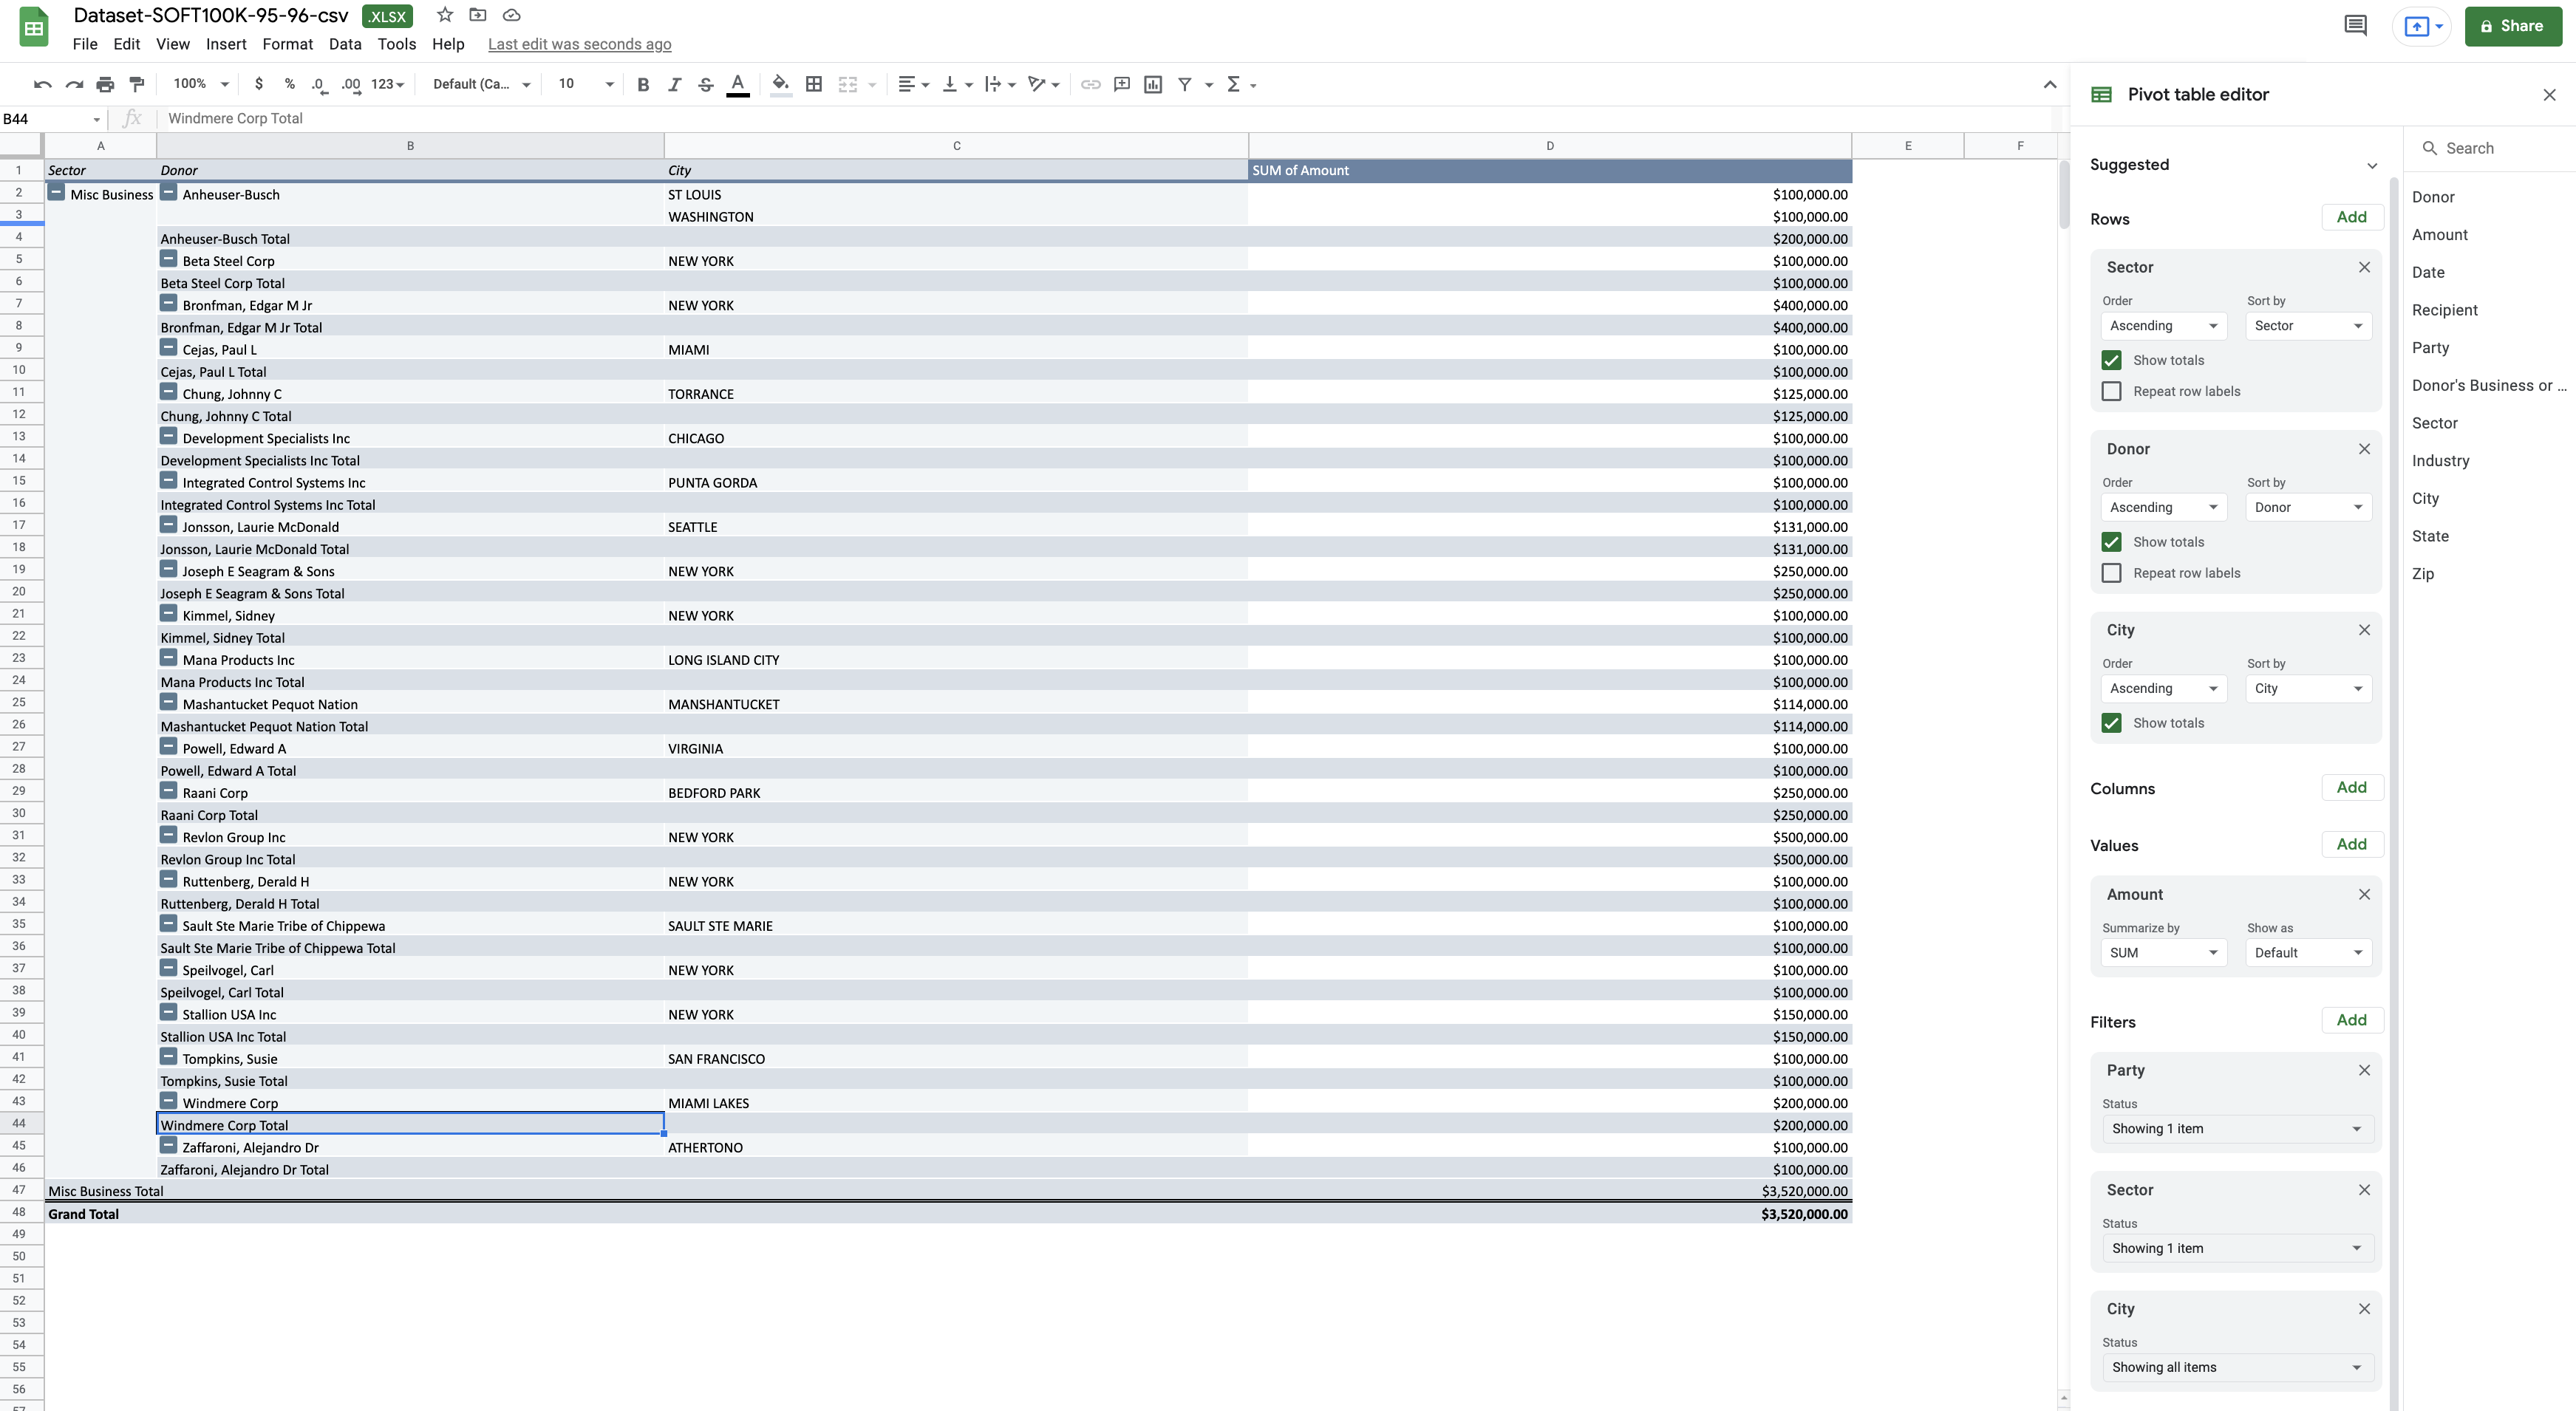 Dataset-SOFT100K-95-96-csv .XLSX
File Edit View Insert Format Data Tools Help Last edit was seconds ago
Share
100% $ % .0 .00 123 Default (Ca... 10 B I S A Σ
B44 fx Windmere Corp Total
A B C D E F
1 Sector Donor City SUM of Amount
2 Misc Business Anheuser-Busch ST LOUIS $100,000.00
3 WASHINGTON $100,000.00
4 Anheuser-Busch Total $200,000.00
5 Beta Steel Corp NEW YORK $100,000.00
6 Beta Steel Corp Total $100,000.00
7 Bronfman, Edgar M Jr NEW YORK $400,000.00
8 Bronfman, Edgar M Jr Total $400,000.00
9 Cejas, Paul L MIAMI $100,000.00
10 Cejas, Paul L Total $100,000.00
11 Chung, Johnny C TORRANCE $125,000.00
12 Chung, Johnny C Total $125,000.00
13 Development Specialists Inc CHICAGO $100,000.00
14 Development Specialists Inc Total $100,000.00
15 Integrated Control Systems Inc PUNTA GORDA $100,000.00
16 Integrated Control Systems Inc Total $100,000.00
17 Jonsson, Laurie McDonald SEATTLE $131,000.00
18 Jonsson, Laurie McDonald Total $131,000.00
19 Joseph E Seagram & Sons NEW YORK $250,000.00
20 Joseph E Seagram & Sons Total $250,000.00
21 Kimmel, Sidney NEW YORK $100,000.00
22 Kimmel, Sidney Total $100,000.00
23 Mana Products Inc LONG ISLAND CITY $100,000.00
24 Mana Products Inc Total $100,000.00
25 Mashantucket Pequot Nation MANSHANTUCKET $114,000.00
26 Mashantucket Pequot Nation Total $114,000.00
27 Powell, Edward A VIRGINIA $100,000.00
28 Powell, Edward A Total $100,000.00
29 Raani Corp BEDFORD PARK $250,000.00
30 Raani Corp Total $250,000.00
31 Revlon Group Inc NEW YORK $500,000.00
32 Revlon Group Inc Total $500,000.00
33 Ruttenberg, Derald H NEW YORK $100,000.00
34 Ruttenberg, Derald H Total $100,000.00
35 Sault Ste Marie Tribe of Chippewa SAULT STE MARIE $100,000.00
36 Sault Ste Marie Tribe of Chippewa Total $100,000.00
37 Speilvogel, Carl NEW YORK $100,000.00
38 Speilvogel, Carl Total $100,000.00
39 Stallion USA Inc NEW YORK $150,000.00
40 Stallion USA Inc Total $150,000.00
41 Tompkins, Susie SAN FRANCISCO $100,000.00
42 Tompkins, Susie Total $100,000.00
43 Windmere Corp MIAMI LAKES $200,000.00
44 Windmere Corp Total $200,000.00
45 Zaffaroni, Alejandro Dr ATHERTONO $100,000.00
46 Zaffaroni, Alejandro Dr Total $100,000.00
47 Misc Business Total $3,520,000.00
48 Grand Total $3,520,000.00
49
50
51
52
53
54
55
56
57
Pivot table editor
Suggested
Rows Add
Sector
Order Sort by
Ascending Sector
Show totals
Repeat row labels
Donor
Order Sort by
Ascending Donor
Show totals
Repeat row labels
City
Order Sort by
Ascending City
Show totals
Columns Add
Values Add
Amount
Summarize by Show as
SUM Default
Filters Add
Party
Status
Showing 1 item
Sector
Status
Showing 1 item
City
Status
Showing all items
Search
Donor
Amount
Date
Recipient
Party
Donor's Business or ...
Sector
Industry
City
State
Zip